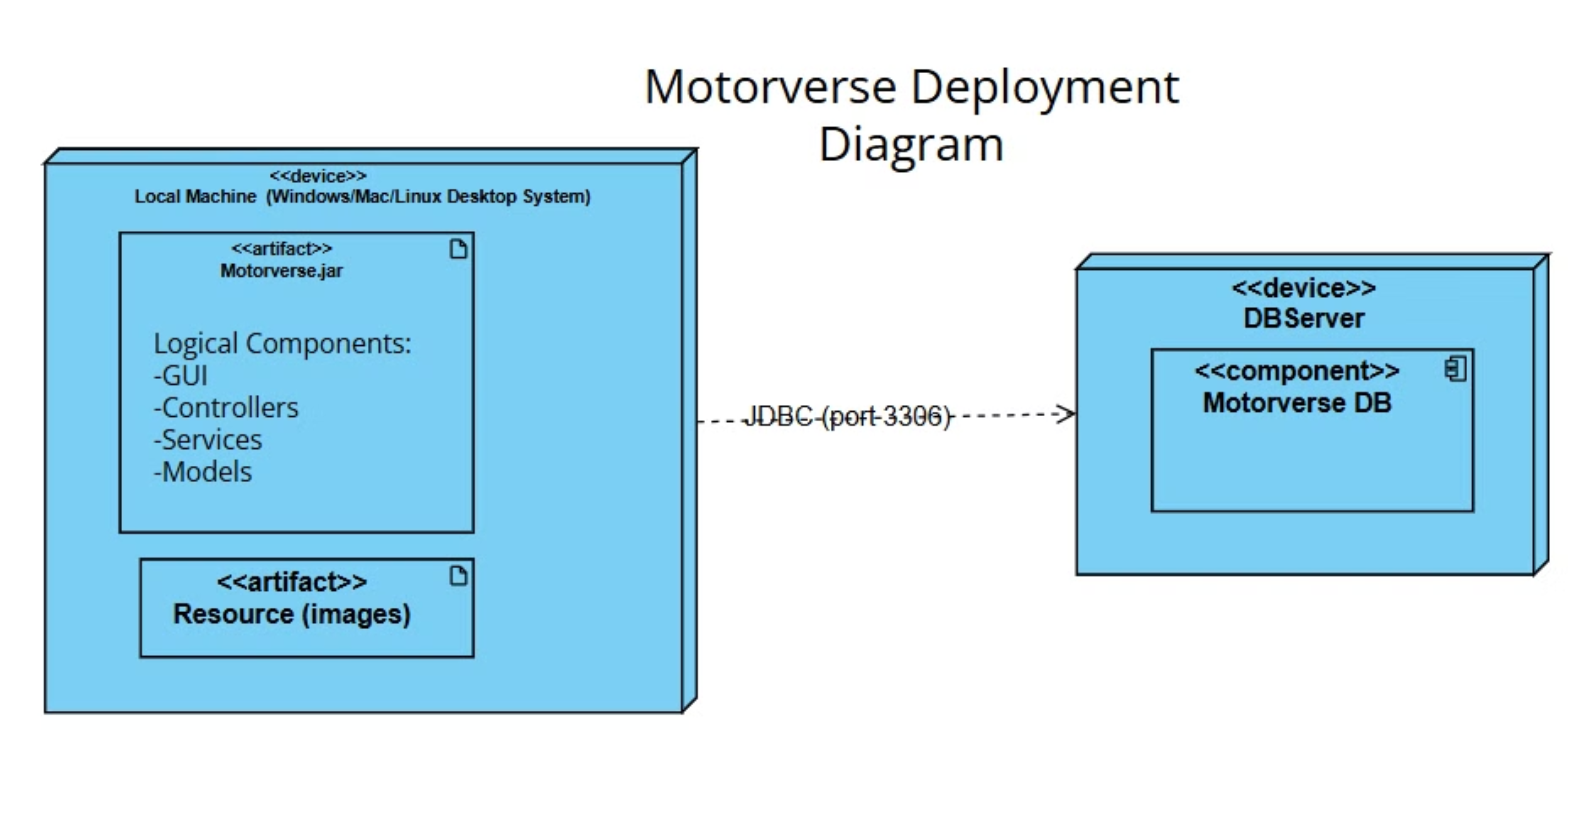 Motorverse Deployment
Diagram
<<device>>
Local Machine (Windows/Mac/Linux Desktop System)
<<artifact>>
Motorverse.jar
Logical Components:
-GUI
-Controllers
-Services
-Models
<<artifact>>
Resource (images)
JDBC (port 3306)
<<device>>
DBServer
<<component>>
Motorverse DB